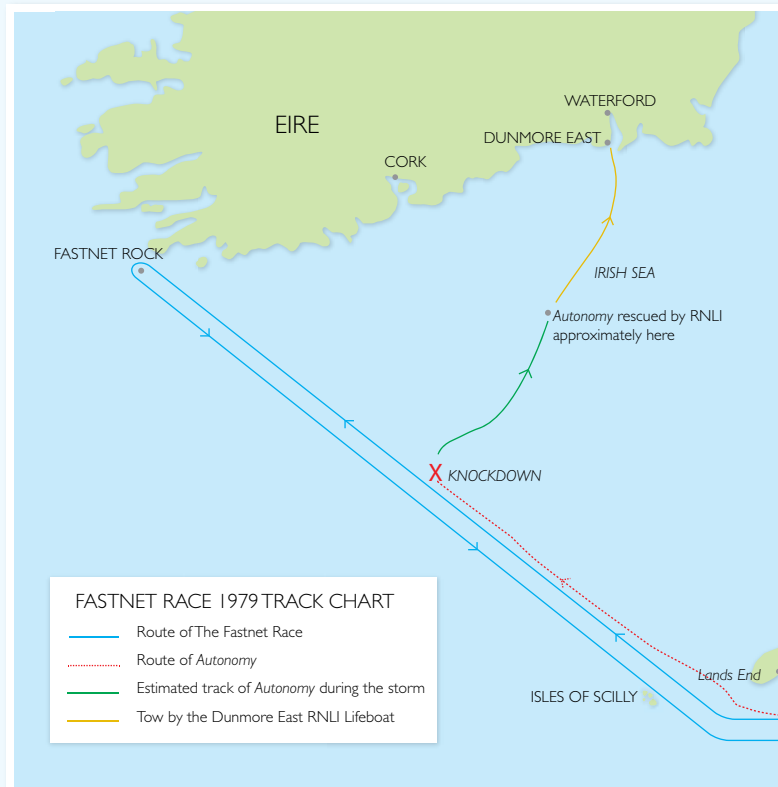 WATERFORD
EIRE
DUNMORE EAST
CORK
FASTNET ROCK
IRISH SEA
Autonomy rescued by RNLI
approximately here
X KNOCKDOWN
FASTNET RACE 1979 TRACK CHART
Route of The Fastnet Race
Route of Autonomy
Estimated track of Autonomy during the storm
Tow by the Dunmore East RNLI Lifeboat
Lands End
ISLES OF SCILLY